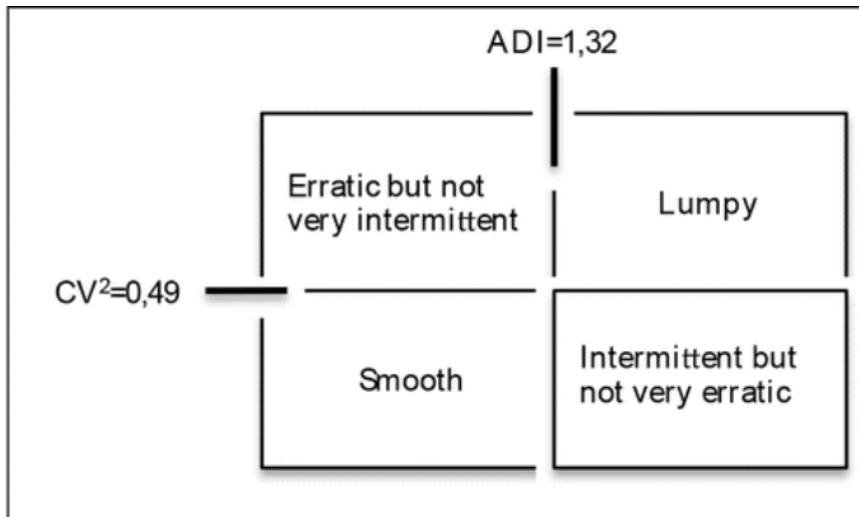 ADI=1,32
Erratic but not
very intermittent
Lumpy
CV²=0,49
Smooth
Intermittent but
not very erratic